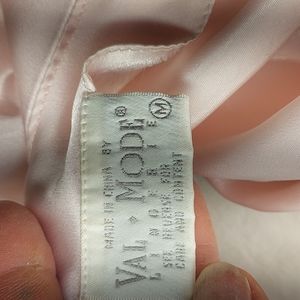 MADE IN CHINA BY
VAL · MODE®
LINGERIE
M
SEE REVERSE FOR
CARE AND CONTENT